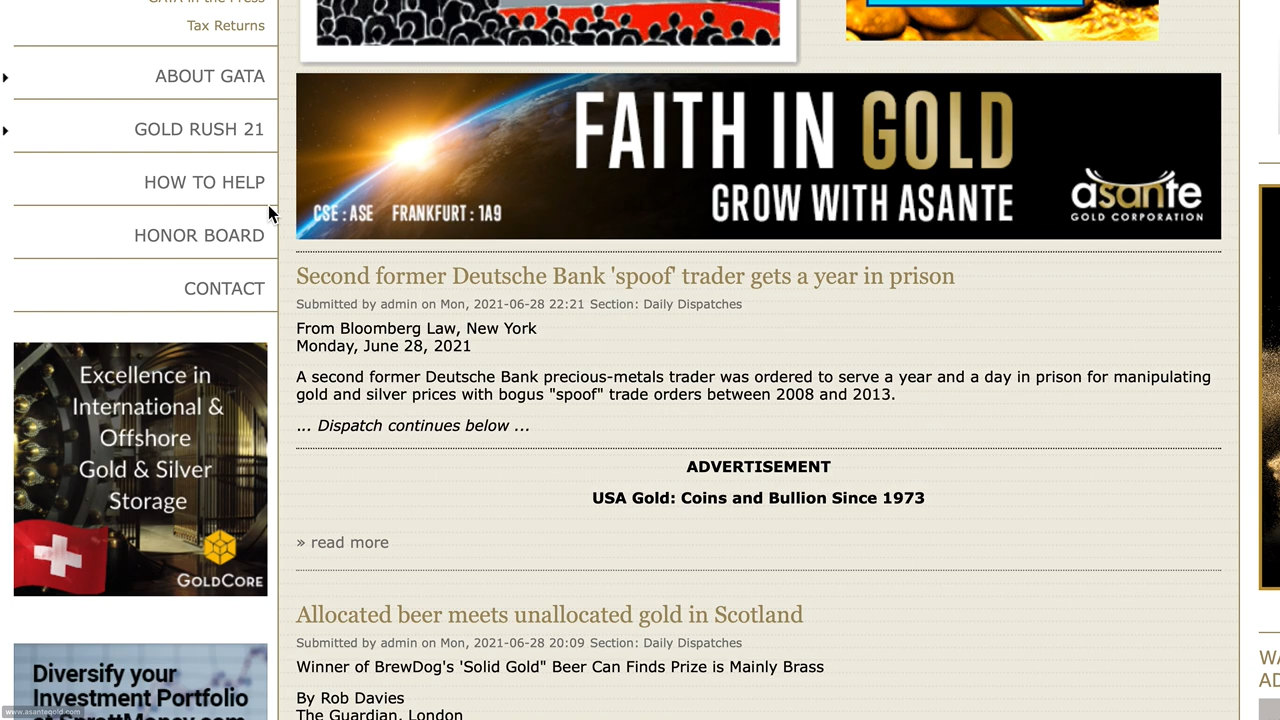 GATA in the Press
Tax Returns
ABOUT GATA
GOLD RUSH 21
HOW TO HELP
HONOR BOARD
CONTACT
Excellence in
International &
Offshore
Gold & Silver
Storage
GOLDCORE
Diversify your
Investment Portfolio
www.asantegold.com
FAITH IN GOLD
GROW WITH ASANTE
CSE : ASE FRANKFURT : 1A9
asante
GOLD CORPORATION
Second former Deutsche Bank 'spoof' trader gets a year in prison
Submitted by admin on Mon, 2021-06-28 22:21 Section: Daily Dispatches
From Bloomberg Law, New York
Monday, June 28, 2021
A second former Deutsche Bank precious-metals trader was ordered to serve a year and a day in prison for manipulating
gold and silver prices with bogus "spoof" trade orders between 2008 and 2013.
... Dispatch continues below ...
ADVERTISEMENT
USA Gold: Coins and Bullion Since 1973
» read more
Allocated beer meets unallocated gold in Scotland
Submitted by admin on Mon, 2021-06-28 20:09 Section: Daily Dispatches
Winner of BrewDog's 'Solid Gold" Beer Can Finds Prize is Mainly Brass
By Rob Davies
The Guardian, London
WA
AD